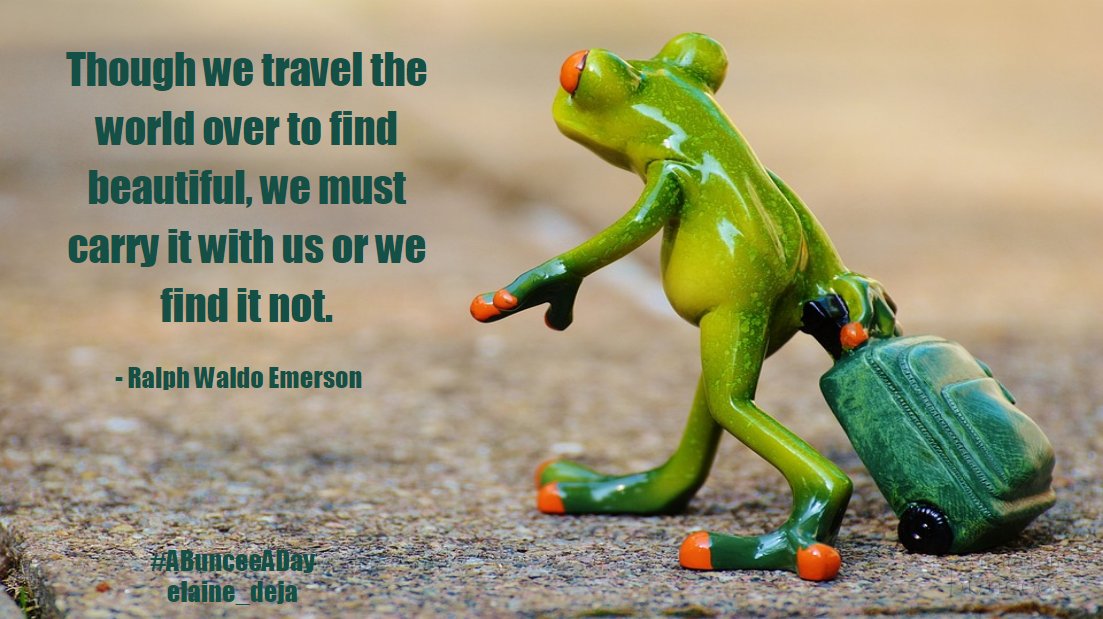 Though we travel the
world over to find
beautiful, we must
carry it with us or we
find it not.
- Ralph Waldo Emerson
#ABunceeADay
elaine_deja